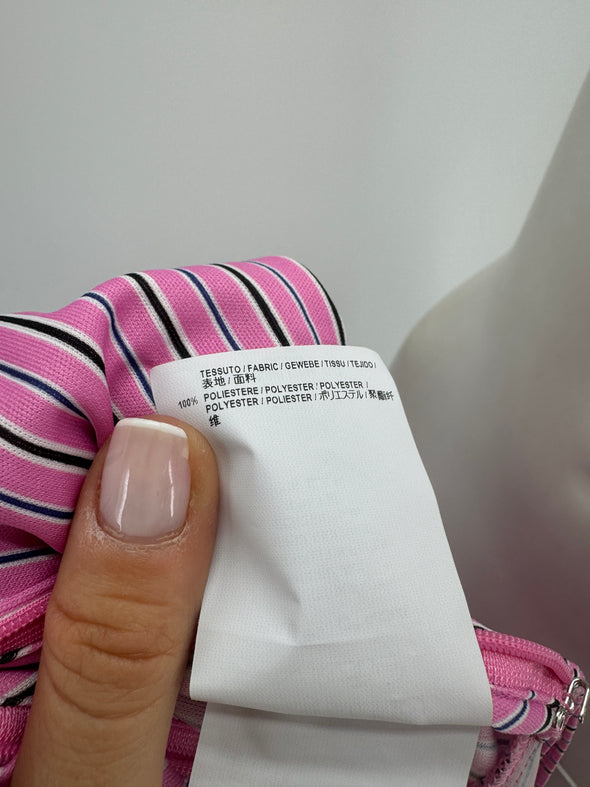 TESSUTO / FABRIC / GEWEBE / TISSU / TEJIDO /
表地 / 面料
100% POLIESTERE / POLYESTER / POLYESTER /
POLYESTER / POLIESTER / ポリエステル / 聚酯纤
维